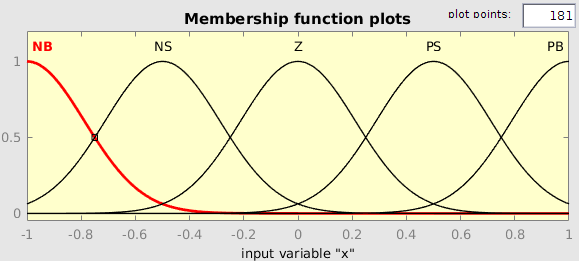 Membership function plots
plot points: 181
NB NS Z PS PB
1
0.5
0
-1 -0.8 -0.6 -0.4 -0.2 0 0.2 0.4 0.6 0.8 1
input variable "x"